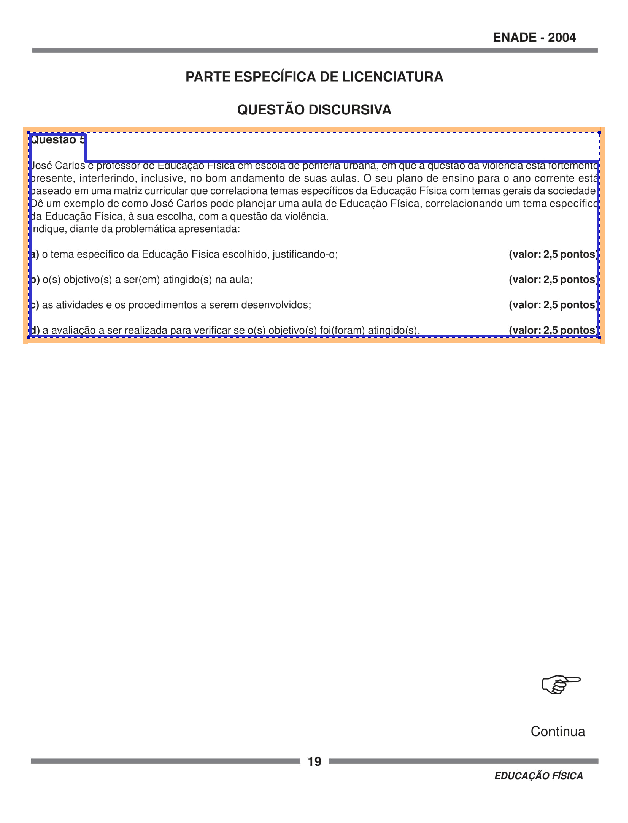 ENADE - 2004
PARTE ESPECÍFICA DE LICENCIATURA
QUESTÃO DISCURSIVA
Questão 5
José Carlos é professor de Educação Física em escola de periferia urbana, em que a questão da violência está fortemente
presente, interferindo, inclusive, no bom andamento de suas aulas. O seu plano de ensino para o ano corrente está
baseado em uma matriz curricular que correlaciona temas específicos da Educação Física com temas gerais da sociedade.
Dê um exemplo de como José Carlos pode planejar uma aula de Educação Física, correlacionando um tema específico
da Educação Física, à sua escolha, com a questão da violência.
Indique, diante da problemática apresentada:
a) o tema específico da Educação Física escolhido, justificando-o; (valor: 2,5 pontos)
b) o(s) objetivo(s) a ser(em) atingido(s) na aula; (valor: 2,5 pontos)
c) as atividades e os procedimentos a serem desenvolvidos; (valor: 2,5 pontos)
d) a avaliação a ser realizada para verificar se o(s) objetivo(s) foi(foram) atingido(s). (valor: 2,5 pontos)
Continua
19
EDUCAÇÃO FÍSICA